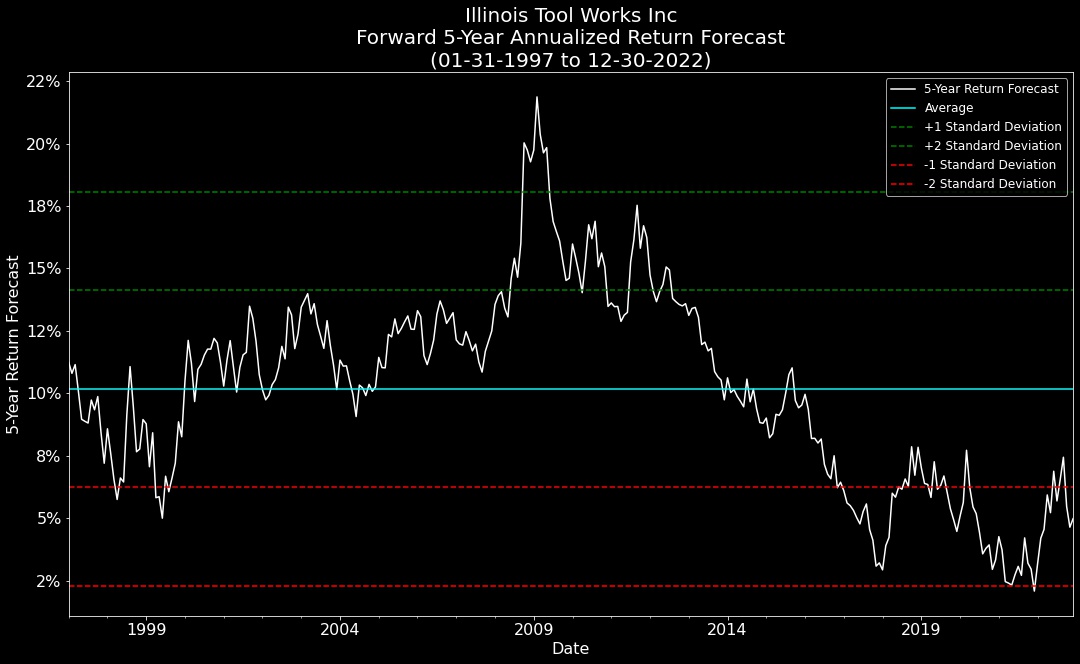 Illinois Tool Works Inc
Forward 5-Year Annualized Return Forecast
(01-31-1997 to 12-30-2022)
22%
20%
18%
15%
12%
10%
8%
5%
2%
5-Year Return Forecast
5-Year Return Forecast
Average
+1 Standard Deviation
+2 Standard Deviation
-1 Standard Deviation
-2 Standard Deviation
1999 2004 2009 2014 2019
Date